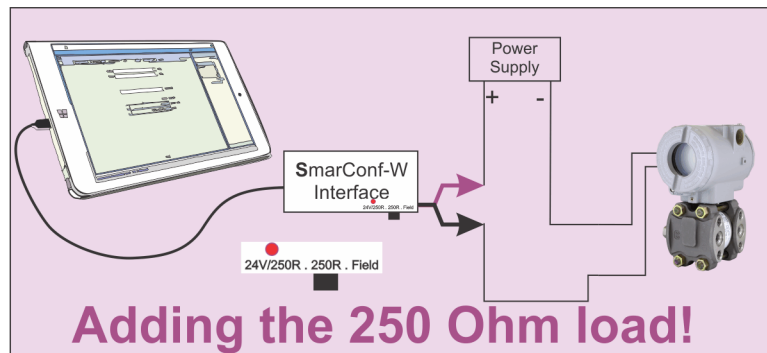 Power
Supply
+ -
SmarConf-W
Interface
24V/250R . 250R . Field
24V/250R . 250R . Field
Adding the 250 Ohm load!